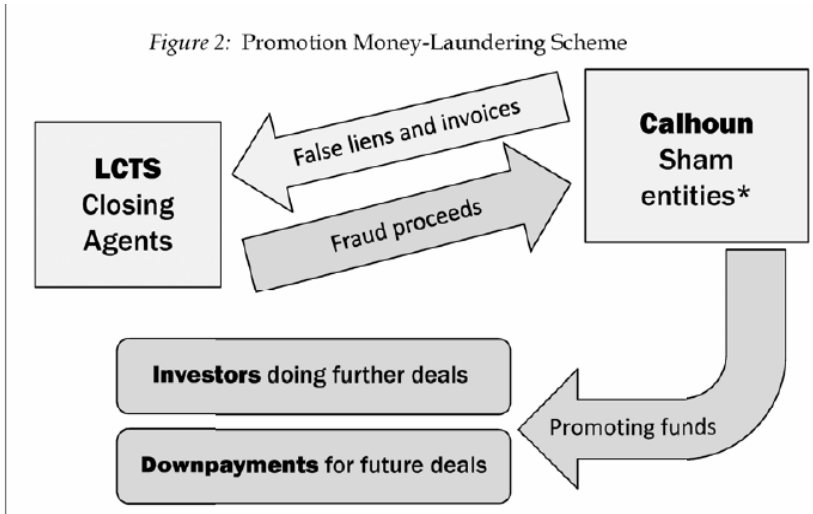 Figure 2: Promotion Money-Laundering Scheme
False liens and invoices
LCTS
Closing
Agents
Calhoun
Sham
entities*
Fraud proceeds
Investors doing further deals
Promoting funds
Downpayments for future deals